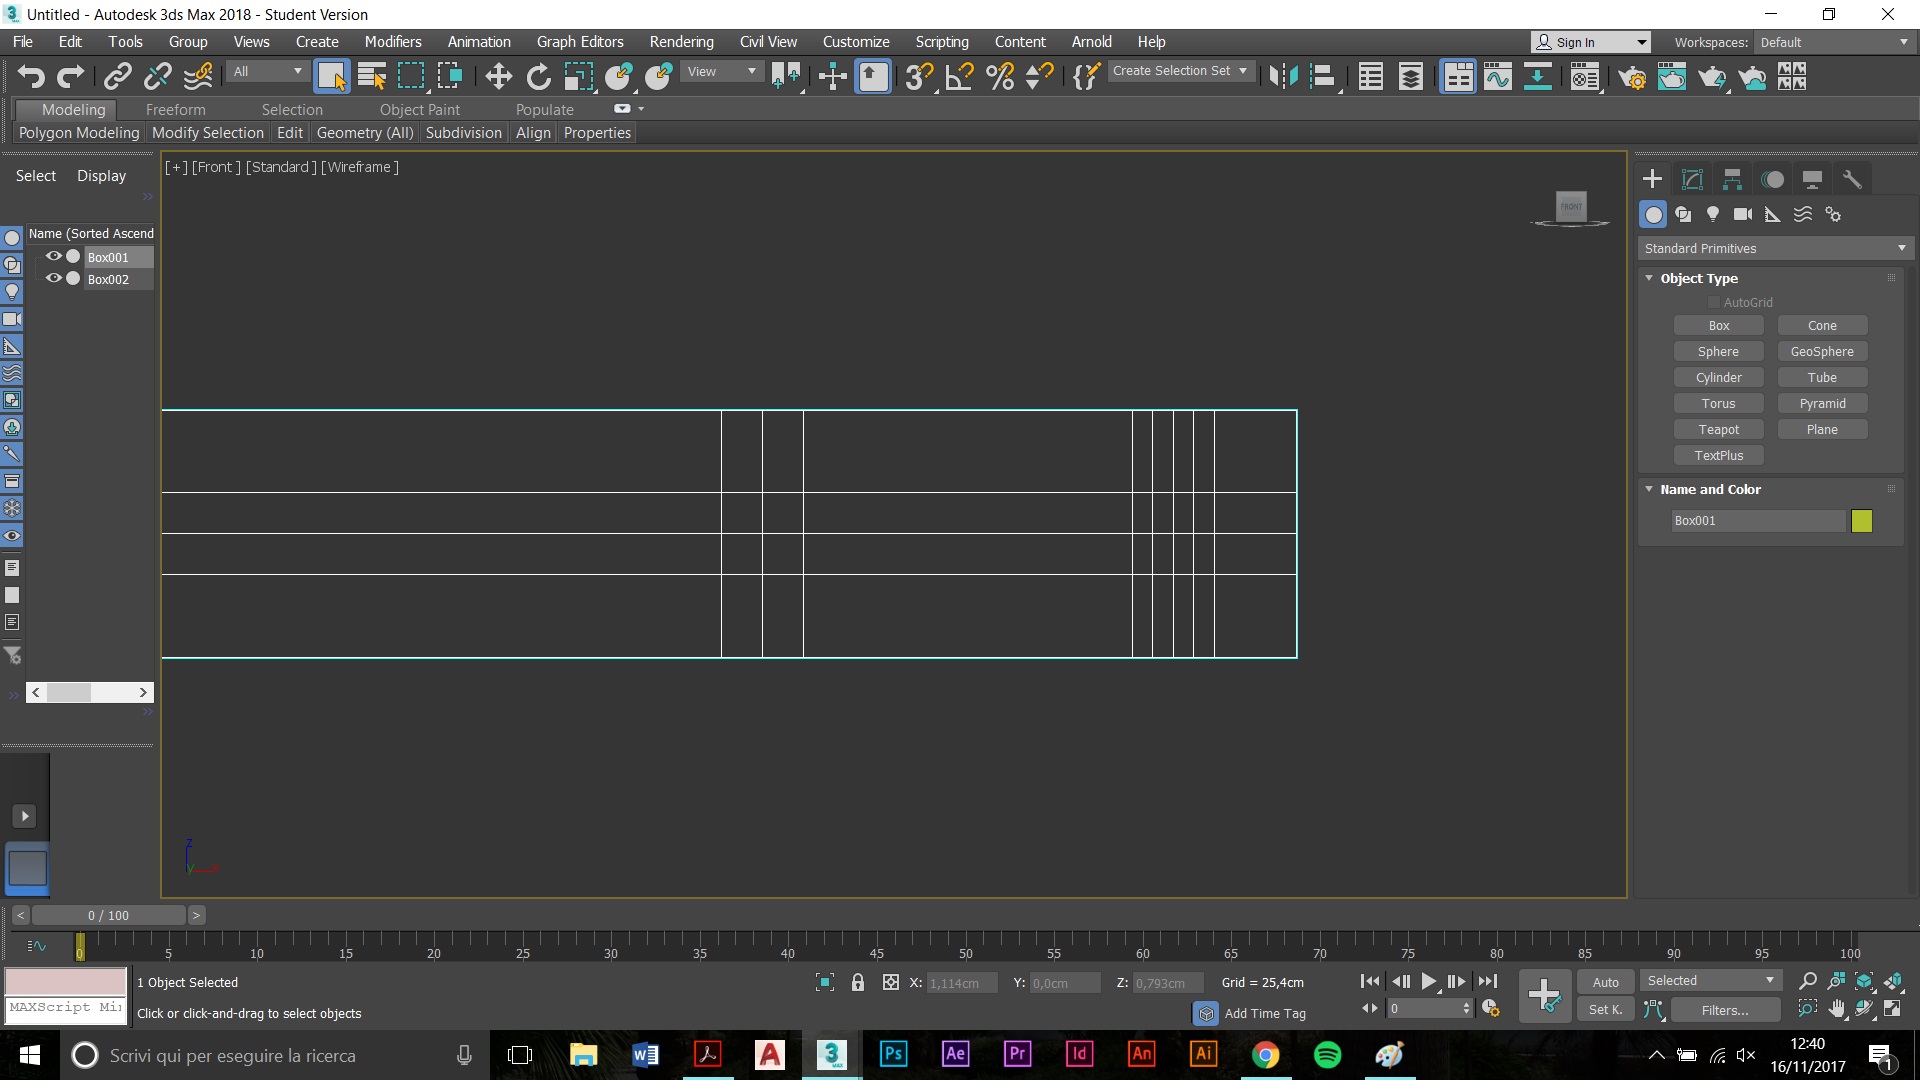 Untitled - Autodesk 3ds Max 2018 - Student Version
File Edit Tools Group Views Create Modifiers Animation Graph Editors Rendering Civil View Customize Scripting Content Arnold Help Sign In Workspaces: Default
All View Create Selection Set
Modeling Freeform Selection Object Paint Populate
Polygon Modeling Modify Selection Edit Geometry (All) Subdivision Align Properties
Select Display
[+] [Front ] [Standard ] [Wireframe ]
FRONT
Name (Sorted Ascend
Box001
Box002
Standard Primitives
Object Type
AutoGrid
Box Cone
Sphere GeoSphere
Cylinder Tube
Torus Pyramid
Teapot Plane
TextPlus
Name and Color
Box001
z
y x
< 0 / 100 >
0 5 10 15 20 25 30 35 40 45 50 55 60 65 70 75 80 85 90 95 100
1 Object Selected X: 1,114cm Y: 0,0cm Z: 0,793cm Grid = 25,4cm Auto Selected
MAXScript Mi
Click or click-and-drag to select objects Add Time Tag 0 Set K. Filters...
Scrivi qui per eseguire la ricerca
Ps Ae Pr Id An Ai
12:40
16/11/2017
1